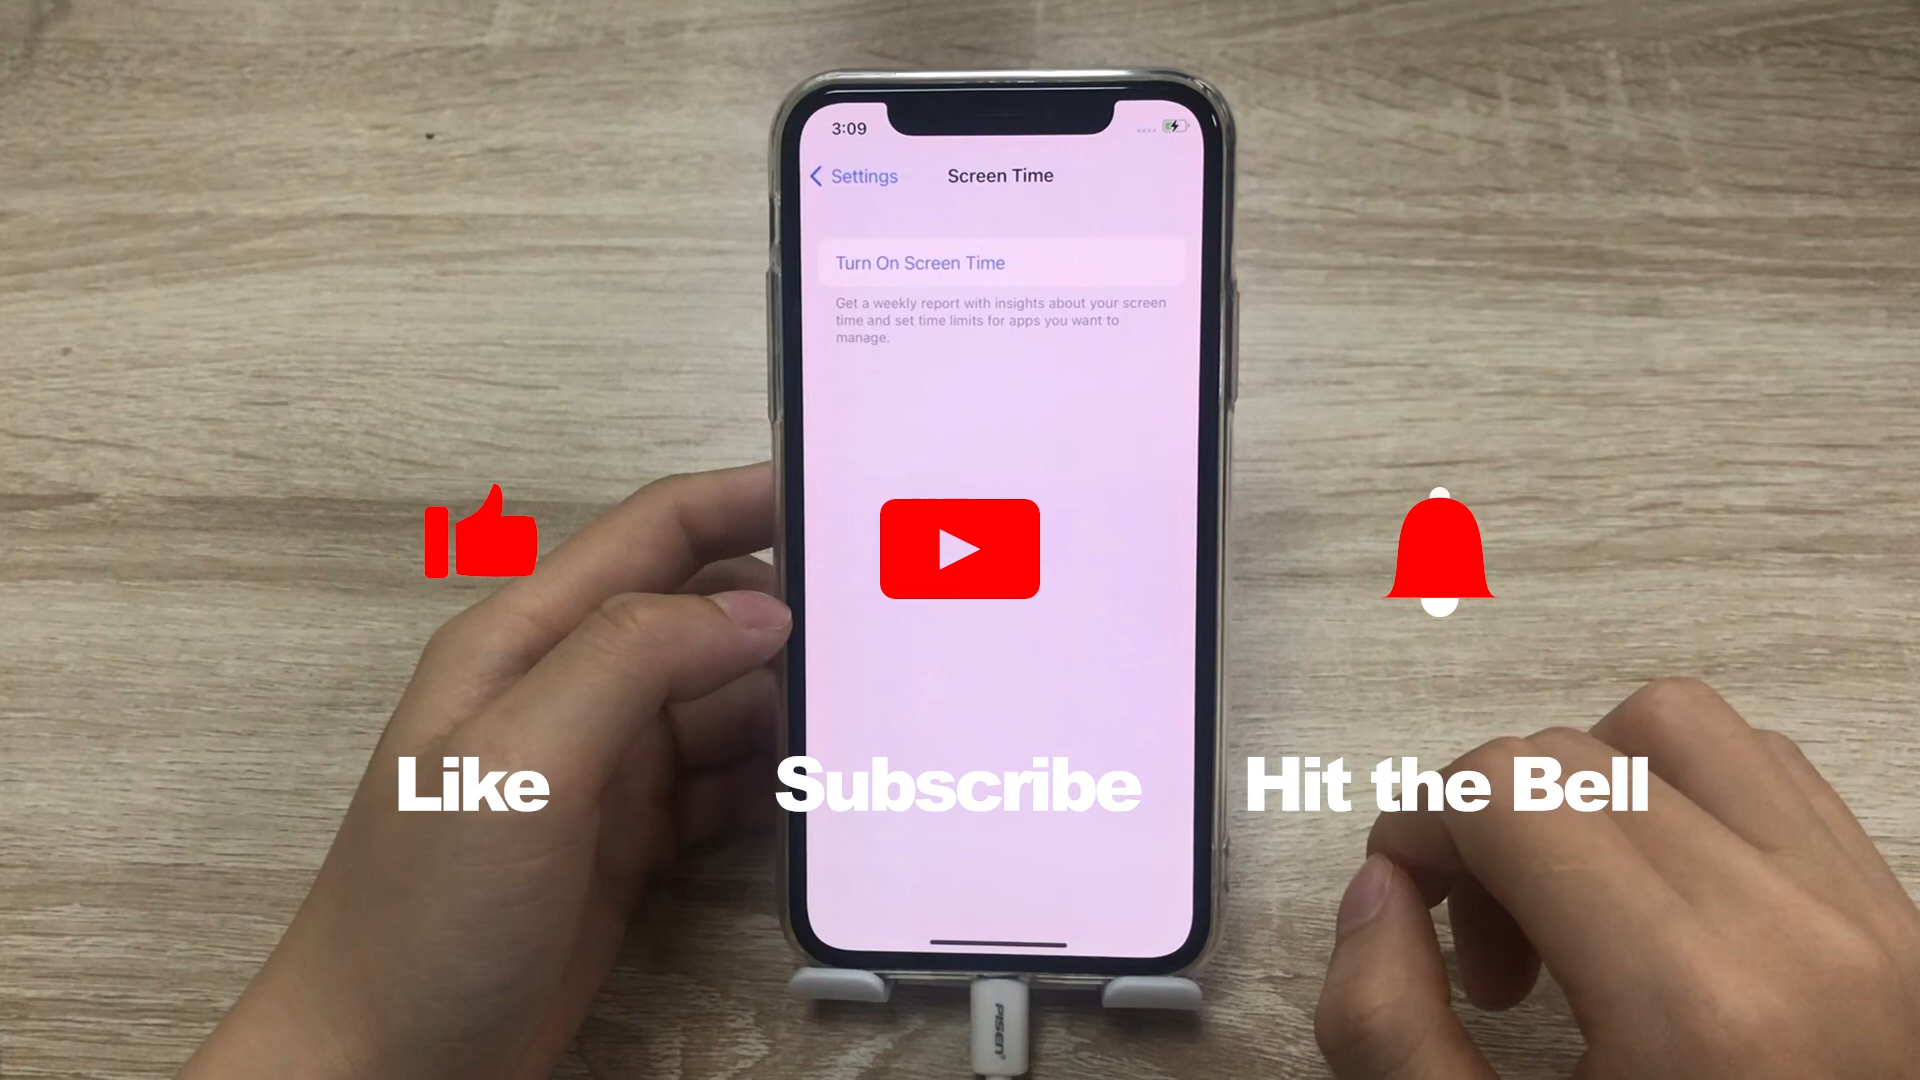 3:09
Settings
Screen Time
Turn On Screen Time
Get a weekly report with insights about your screen
time and set time limits for apps you want to
manage.
Like
Subscribe
Hit the Bell
PISEN